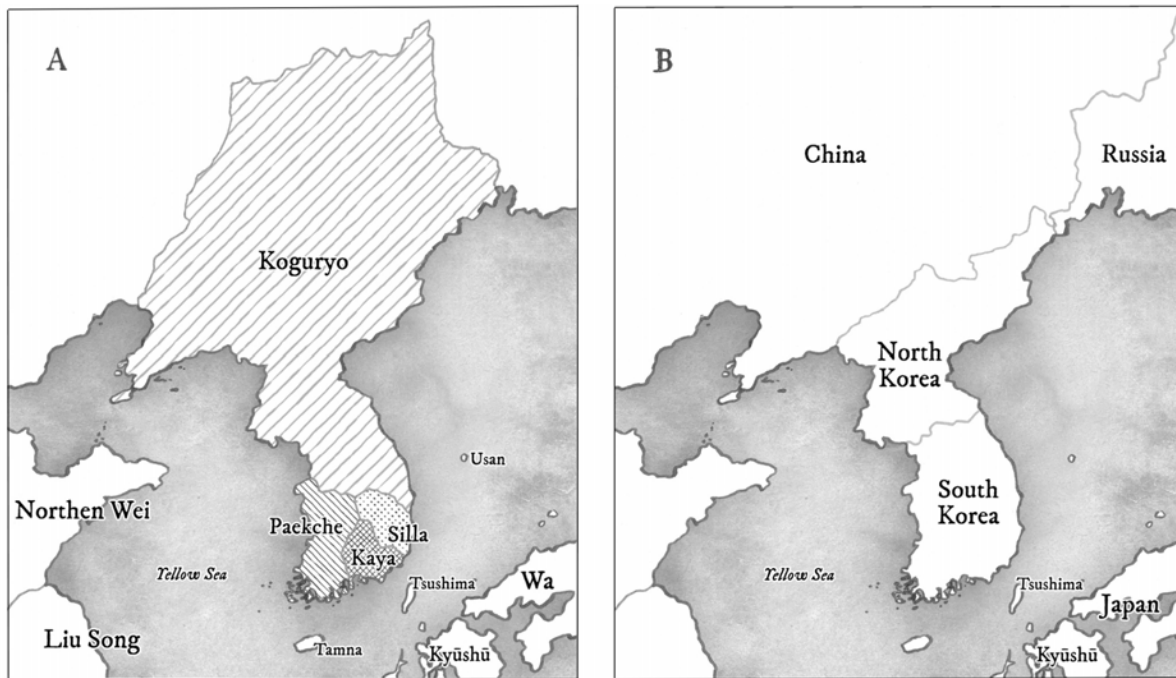 A
Koguryo
Usan
Northen Wei
Paekche
Silla
Kaya
Yellow Sea
Tsushima
Wa
Liu Song
Tamna
Kyūshū
B
China
Russia
North
Korea
South
Korea
Yellow Sea
Tsushima
Japan
Kyūshū